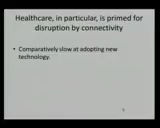 Healthcare, in particular, is primed for
disruption by connectivity
• Comparatively slow at adopting new
technology.